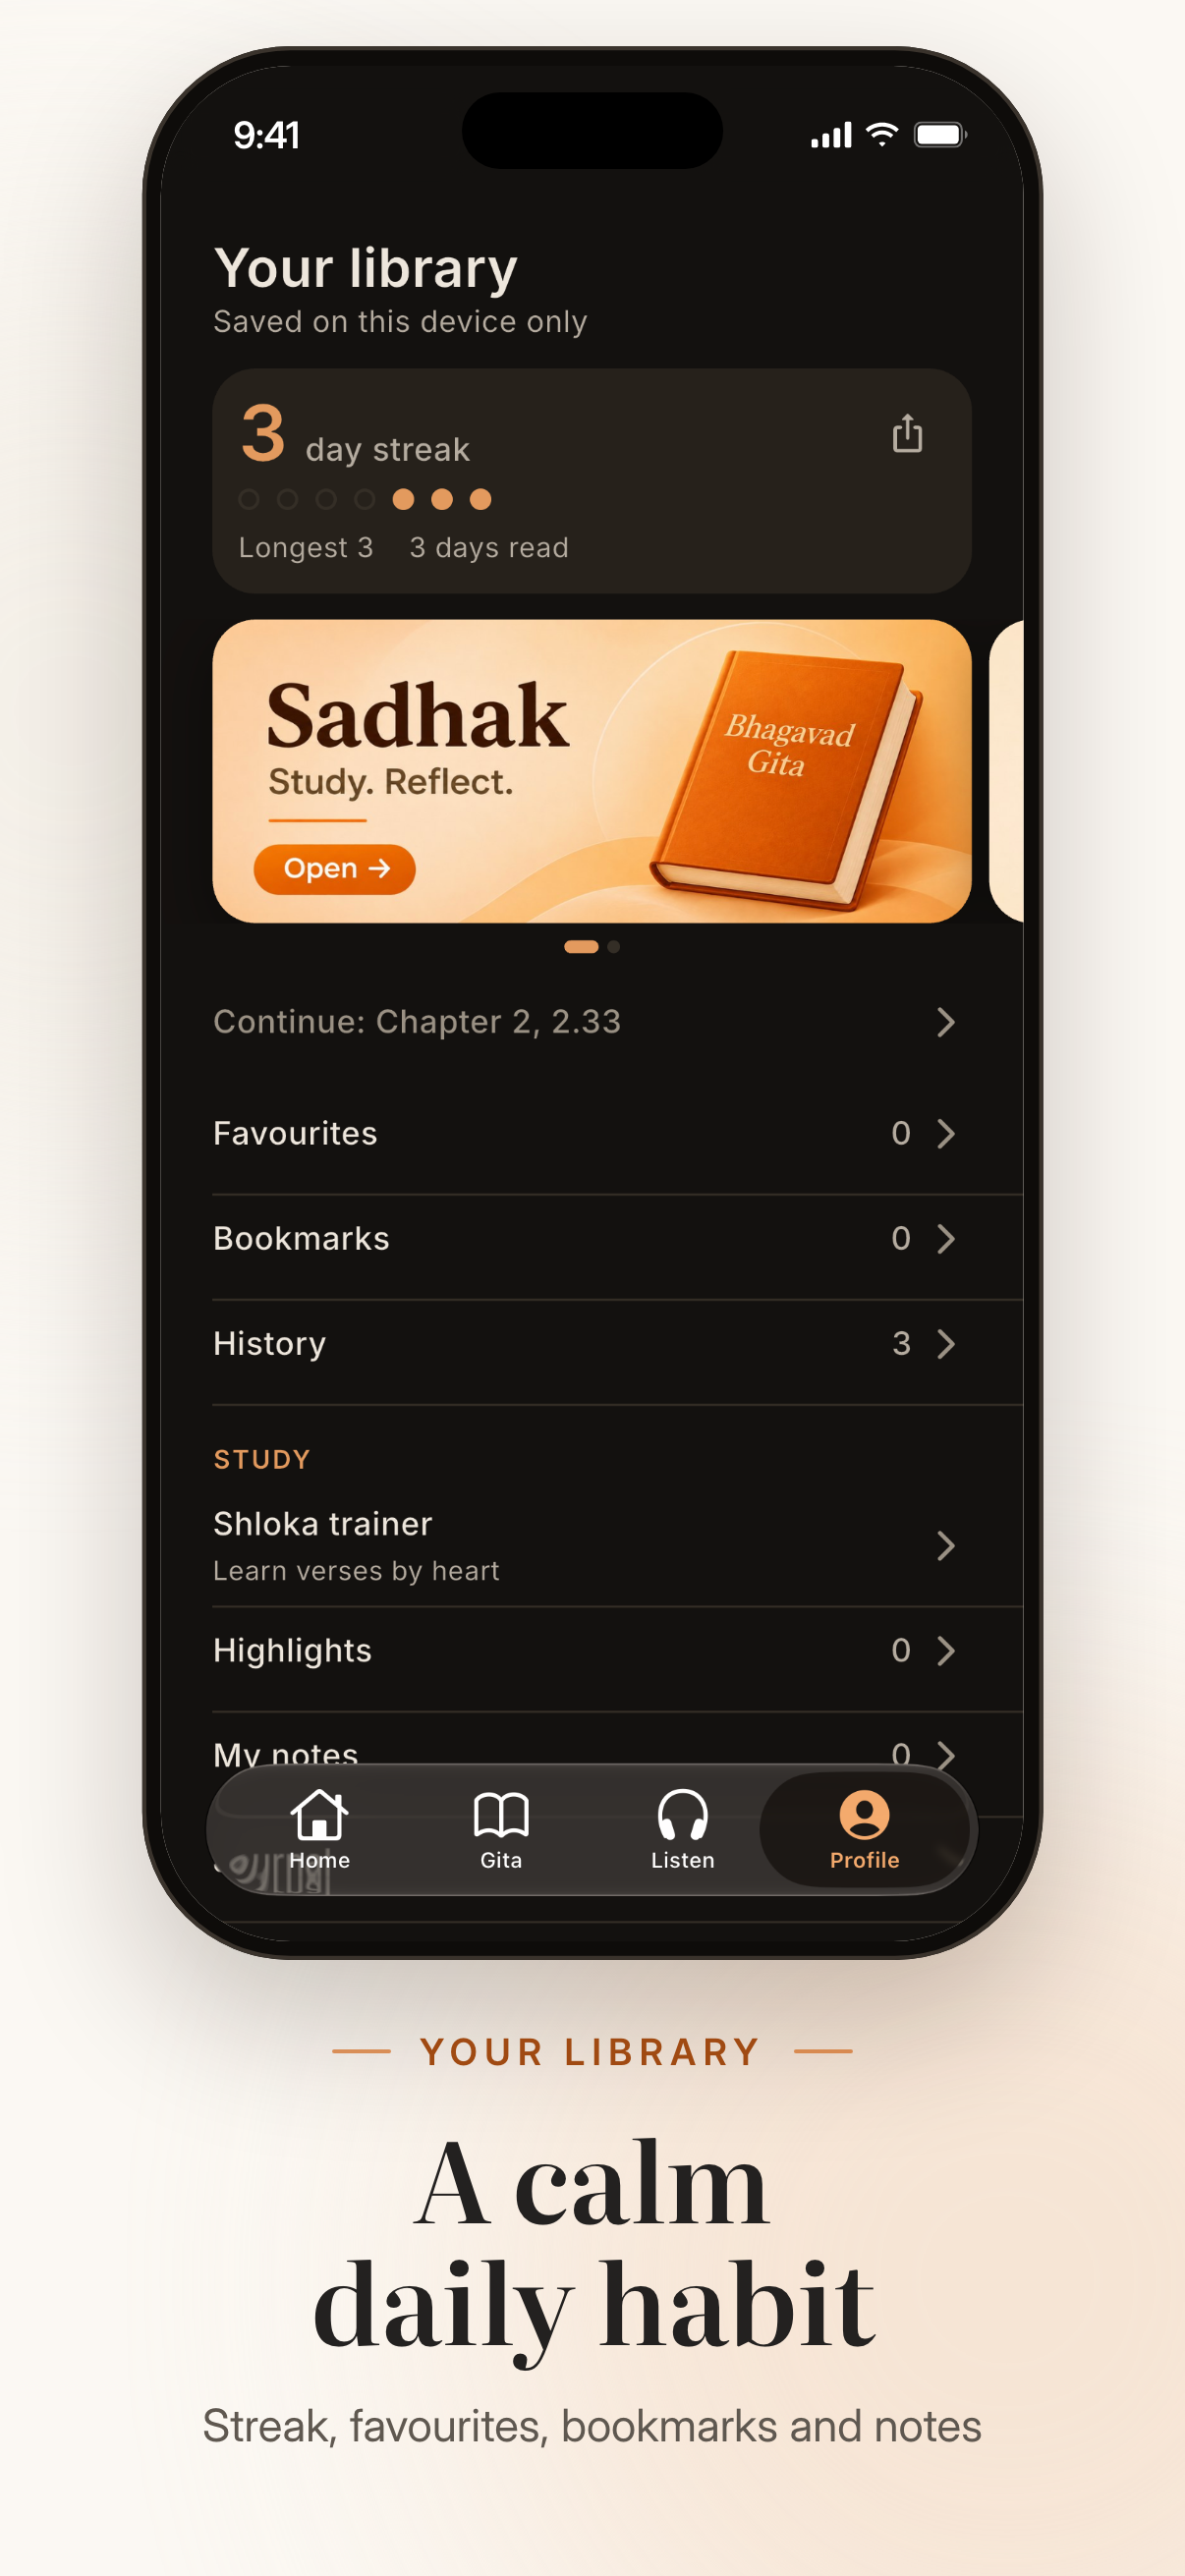 9:41
Your library
Saved on this device only
3 day streak
Longest 3 3 days read
Sadhak
Study. Reflect.
Open →
Bhagavad
Gita
Continue: Chapter 2, 2.33
Favourites 0
Bookmarks 0
History 3
STUDY
Shloka trainer
Learn verses by heart
Highlights 0
My notes 0
Home Gita Listen Profile
YOUR LIBRARY
A calm
daily habit
Streak, favourites, bookmarks and notes